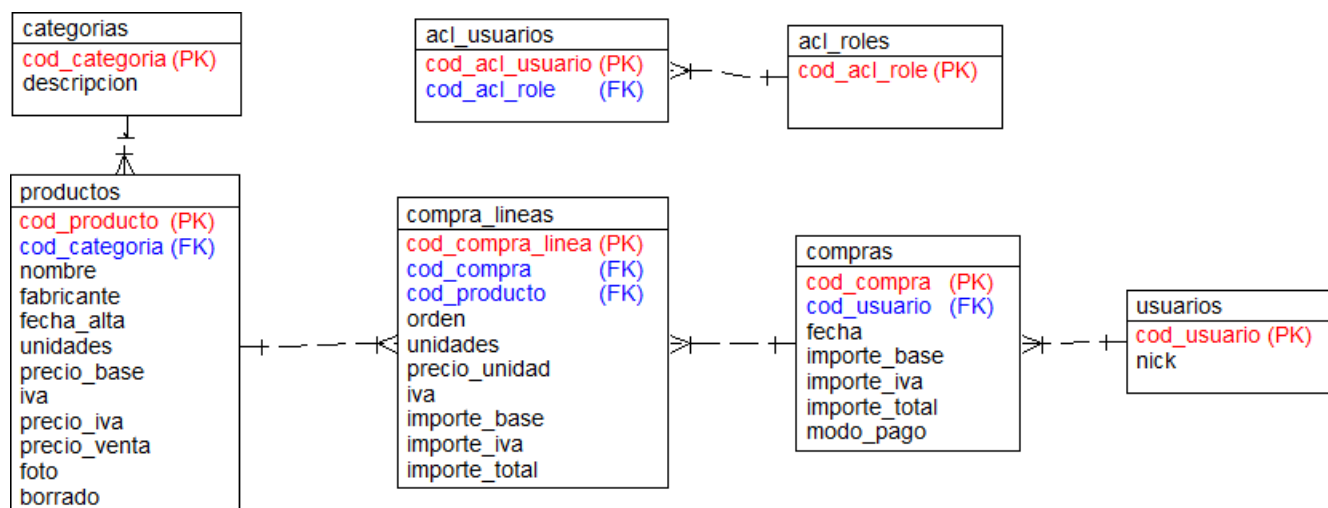 categorias
cod_categoria (PK)
descripcion
acl_usuarios
cod_acl_usuario (PK)
cod_acl_role (FK)
acl_roles
cod_acl_role (PK)
productos
cod_producto (PK)
cod_categoria (FK)
nombre
fabricante
fecha_alta
unidades
precio_base
iva
precio_iva
precio_venta
foto
borrado
compra_lineas
cod_compra_linea (PK)
cod_compra (FK)
cod_producto (FK)
orden
unidades
precio_unidad
iva
importe_base
importe_iva
importe_total
compras
cod_compra (PK)
cod_usuario (FK)
fecha
importe_base
importe_iva
importe_total
modo_pago
usuarios
cod_usuario (PK)
nick